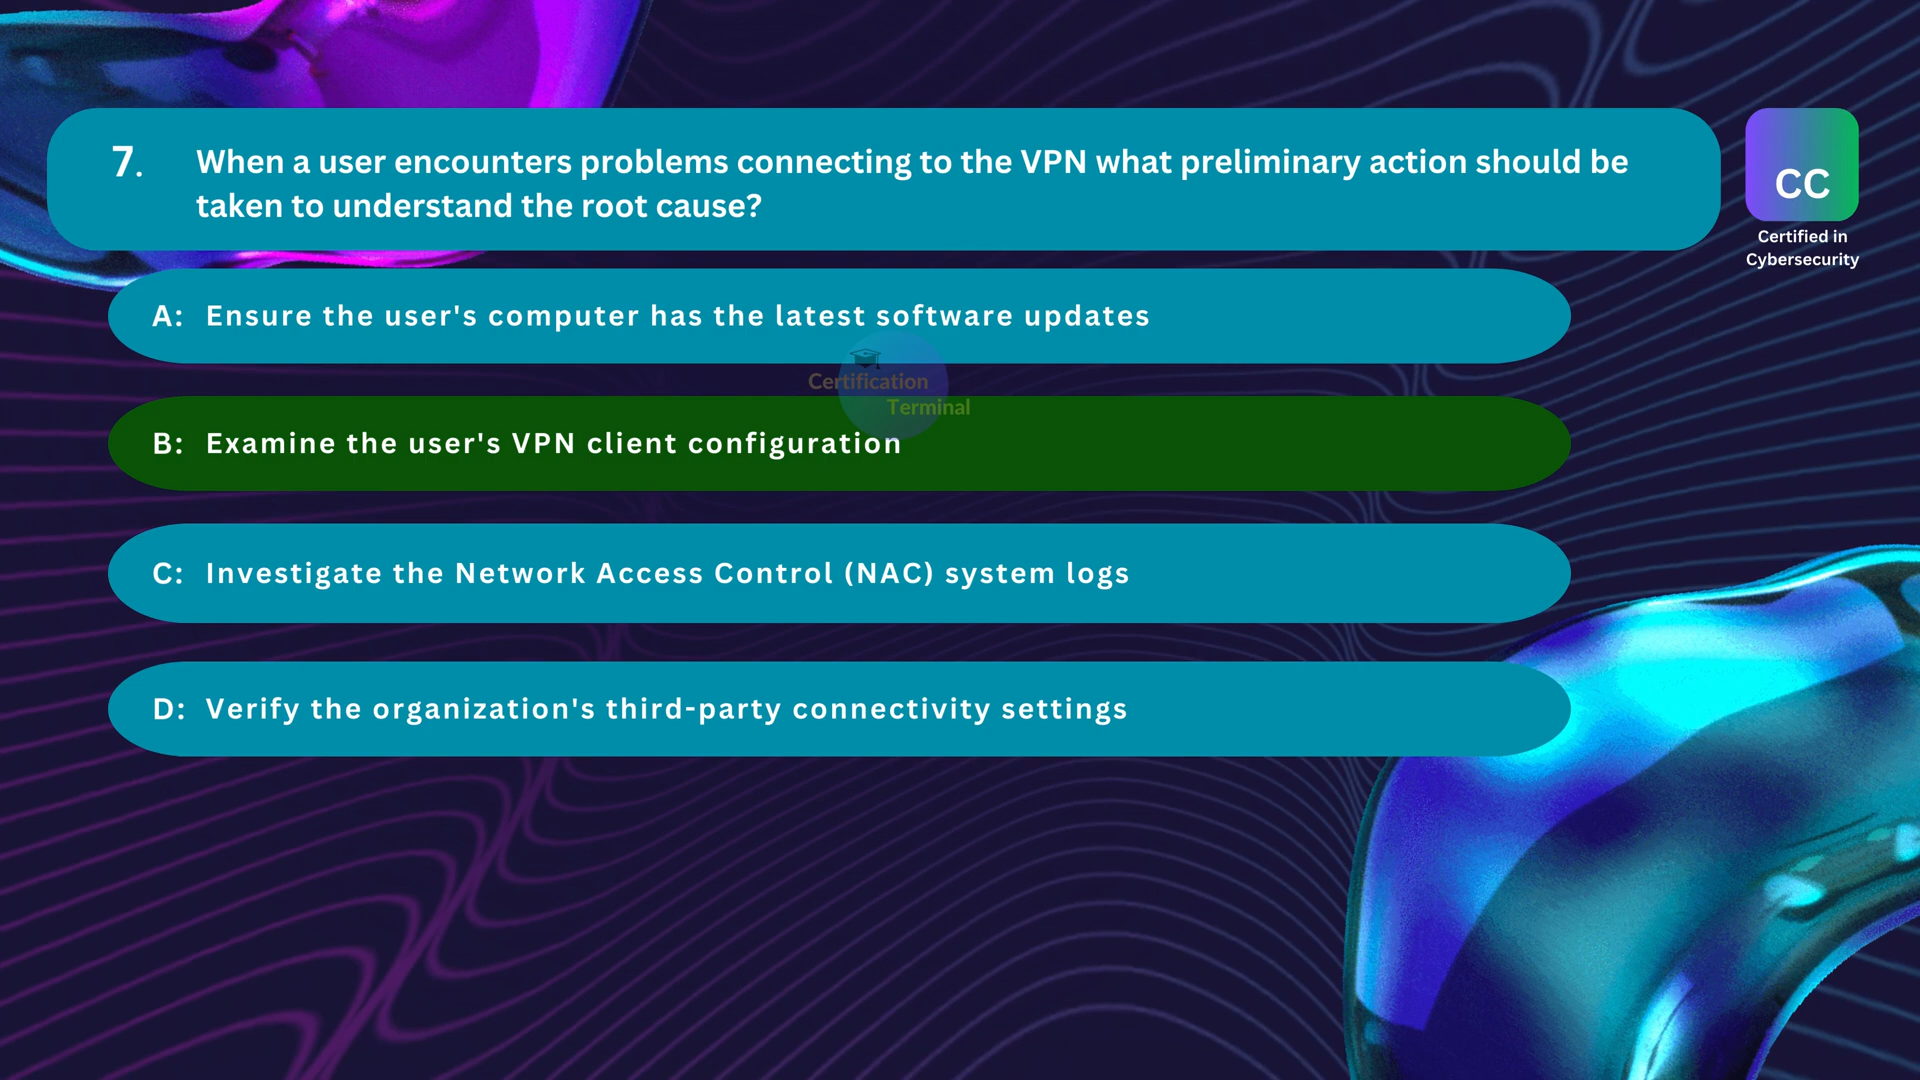 7. When a user encounters problems connecting to the VPN what preliminary action should be
taken to understand the root cause?
CC
Certified in
Cybersecurity
A: Ensure the user's computer has the latest software updates
Certification
Terminal
B: Examine the user's VPN client configuration
C: Investigate the Network Access Control (NAC) system logs
D: Verify the organization's third-party connectivity settings